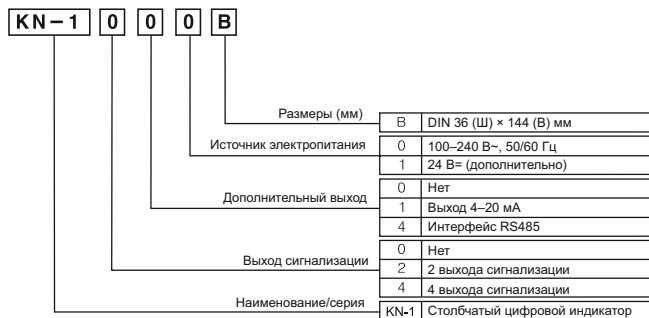 KN-1 0 0 0 B
Размеры (мм)
B DIN 36 (Ш) × 144 (В) мм
Источник электропитания
0 100–240 В~, 50/60 Гц
1 24 В= (дополнительно)
Дополнительный выход
0 Нет
1 Выход 4–20 мА
4 Интерфейс RS485
Выход сигнализации
0 Нет
2 2 выхода сигнализации
4 4 выхода сигнализации
Наименование/серия
KN-1 Столбчатый цифровой индикатор